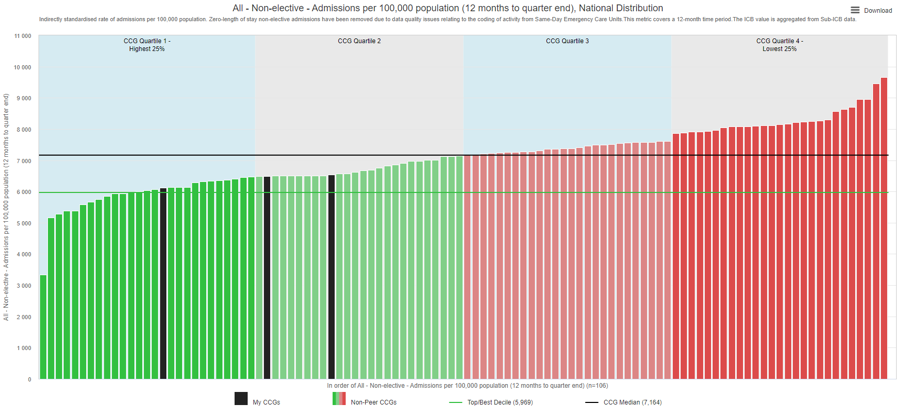 All - Non-elective - Admissions per 100,000 population (12 months to quarter end), National Distribution
Download
Indirectly standardised rate of admissions per 100,000 population. Zero-length of stay non-elective admissions have been removed due to data quality issues relating to the coding of activity from Same-Day Emergency Care Units.This metric covers a 12-month time period The ICB value is aggregated from Sub-ICB data.
CCG Quartile 1 -
Highest 25%
CCG Quartile 2
CCG Quartile 3
CCG Quartile 4 -
Lowest 25%
All - Non-elective - Admissions per 100,000 population (12 months to quarter end)
11 000
10 000
9 000
8 000
7 000
6 000
5 000
4 000
3 000
2 000
1 000
0
In order of All - Non-elective - Admissions per 100,000 population (12 months to quarter end) (n=106)
My CCGs
Non-Peer CCGs
Top/Best Decile (5,969)
CCG Median (7,164)